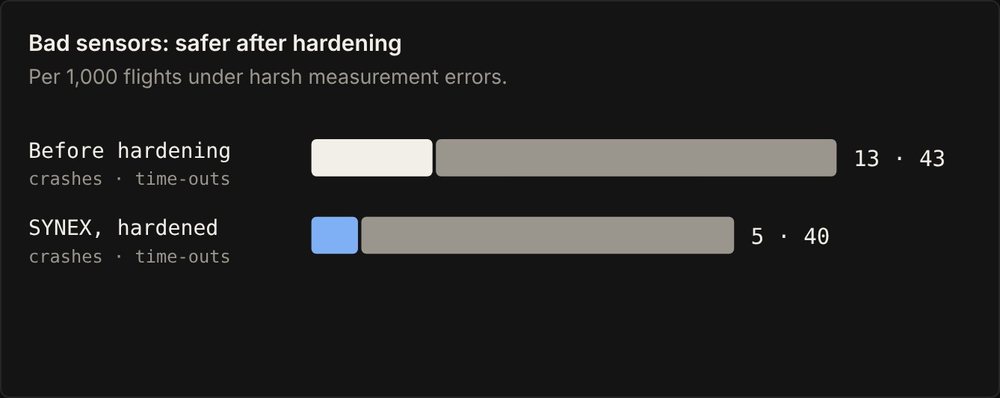 Bad sensors: safer after hardening
Per 1,000 flights under harsh measurement errors.
Before hardening
crashes · time-outs
13 · 43
SYNEX, hardened
crashes · time-outs
5 · 40